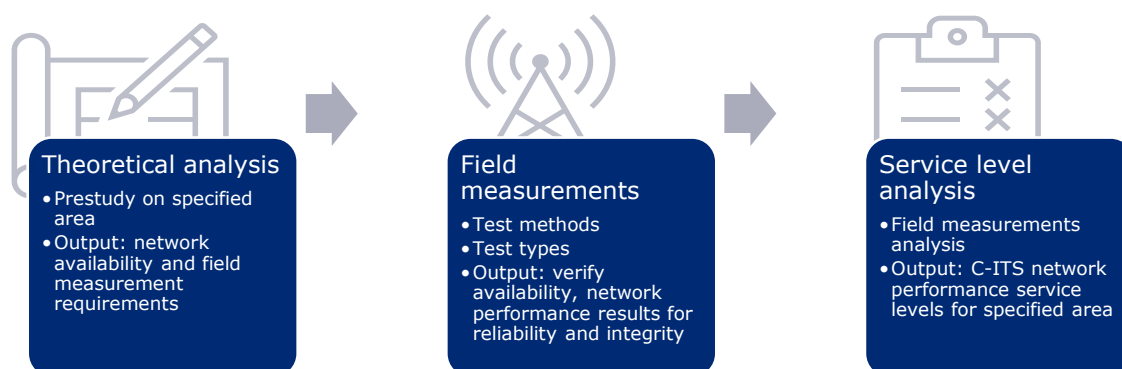 Theoretical analysis
•Prestudy on specified
area
•Output: network
availability and field
measurement
requirements
Field
measurements
•Test methods
•Test types
•Output: verify
availability, network
performance results for
reliability and integrity
Service level
analysis
•Field measurements
analysis
•Output: C-ITS network
performance service
levels for specified area